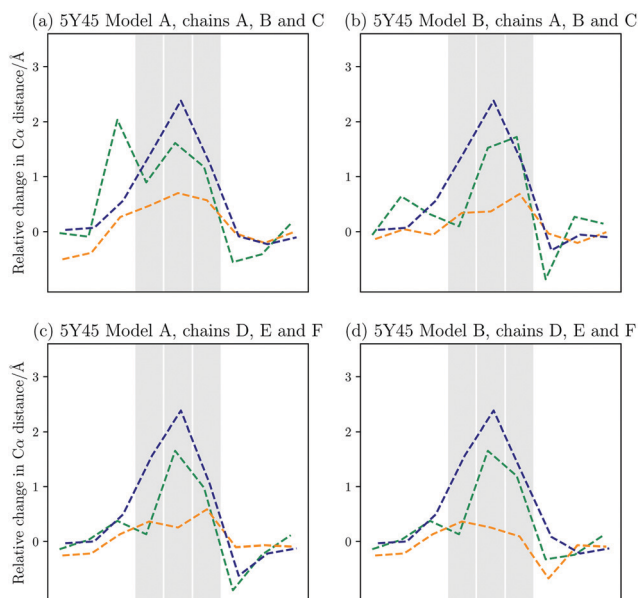 (a) 5Y45 Model A, chains A, B and C
(b) 5Y45 Model B, chains A, B and C
Relative change in Cα distance/Å
3
2
1
0
3
2
1
0
(c) 5Y45 Model A, chains D, E and F
(d) 5Y45 Model B, chains D, E and F
Relative change in Cα distance/Å
3
2
1
0
3
2
1
0